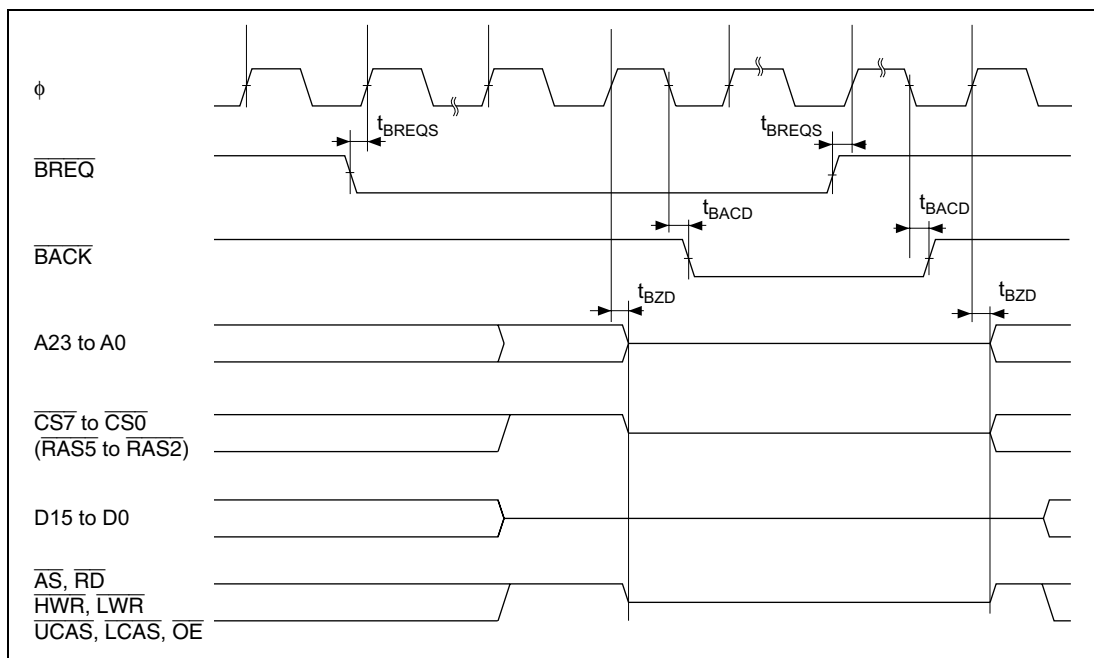 ϕ
tBREQS
tBREQS
BREQ
tBACD
tBACD
BACK
tBZD
tBZD
A23 to A0
CS7 to CS0
(RAS5 to RAS2)
D15 to D0
AS, RD
HWR, LWR
UCAS, LCAS, OE